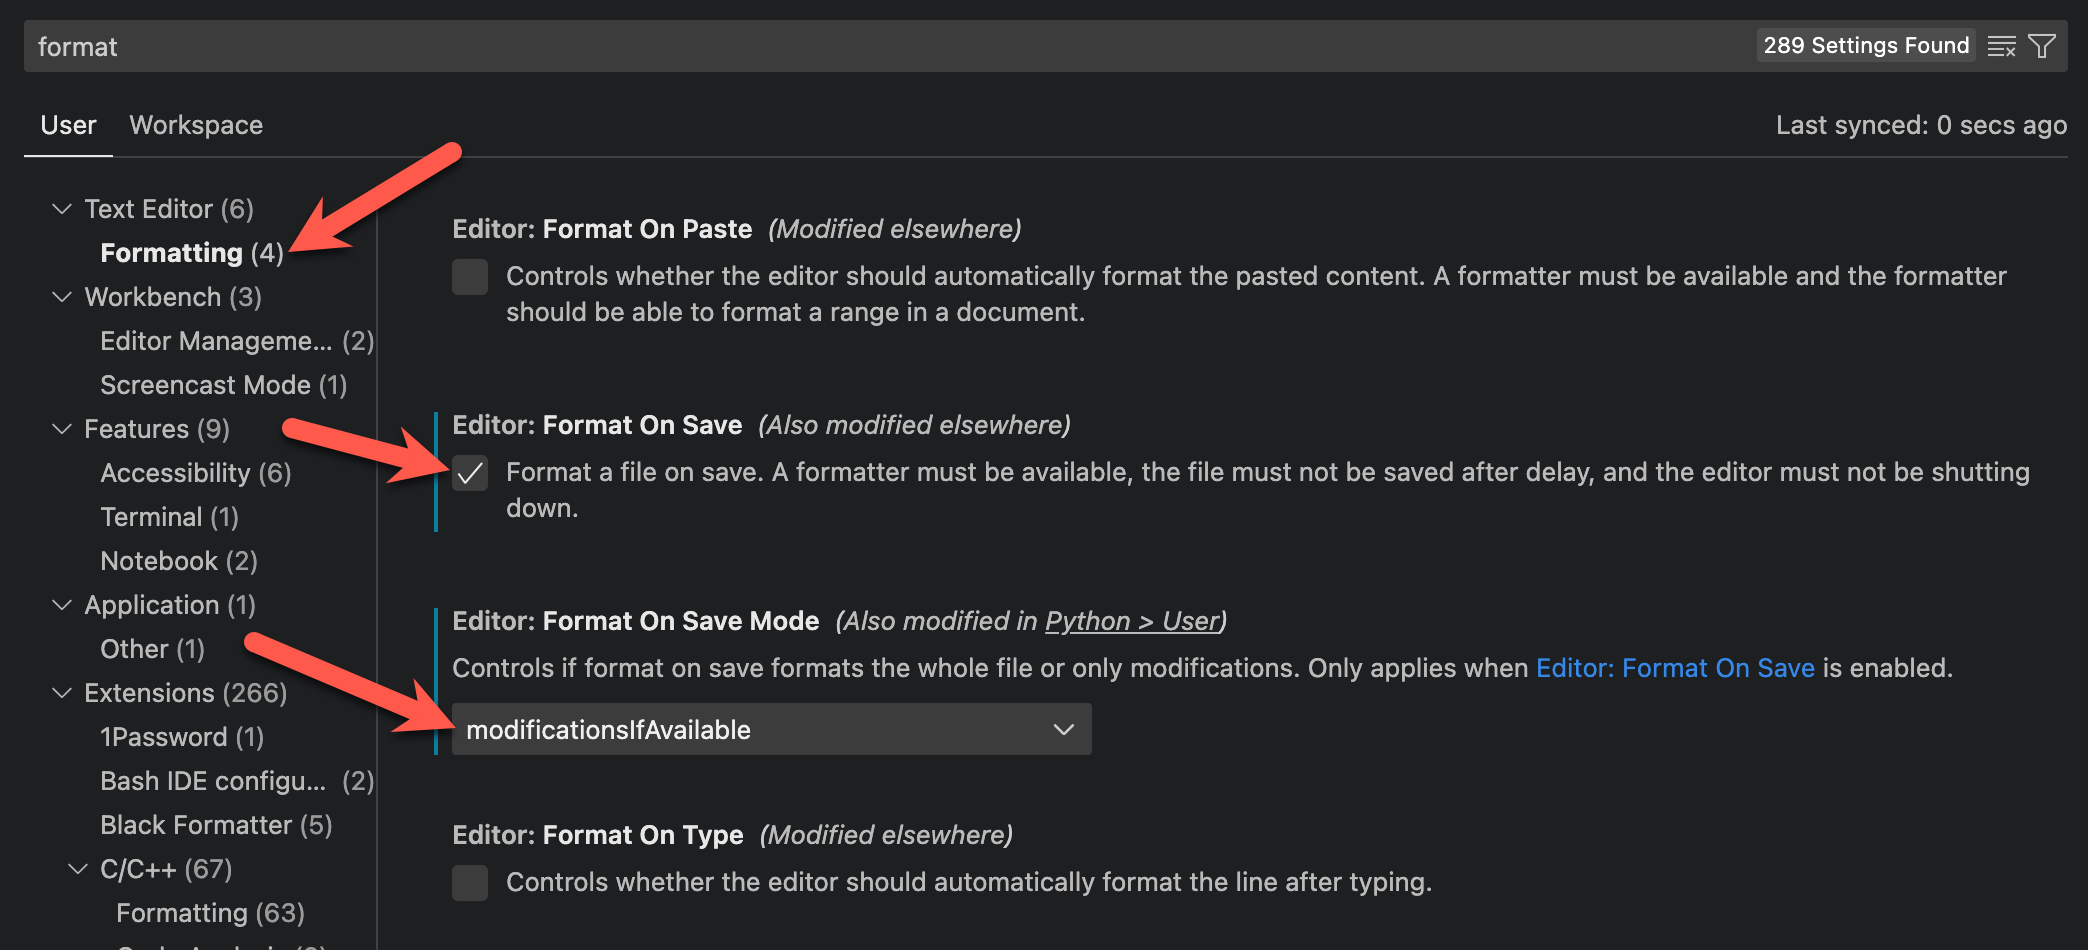 format
289 Settings Found
User
Workspace
Last synced: 0 secs ago
Text Editor (6)
Formatting (4)
Workbench (3)
Editor Manageme... (2)
Screencast Mode (1)
Features (9)
Accessibility (6)
Terminal (1)
Notebook (2)
Application (1)
Other (1)
Extensions (266)
1Password (1)
Bash IDE configu... (2)
Black Formatter (5)
C/C++ (67)
Formatting (63)
Editor: Format On Paste (Modified elsewhere)
Controls whether the editor should automatically format the pasted content. A formatter must be available and the formatter
should be able to format a range in a document.
Editor: Format On Save (Also modified elsewhere)
Format a file on save. A formatter must be available, the file must not be saved after delay, and the editor must not be shutting
down.
Editor: Format On Save Mode (Also modified in Python > User)
Controls if format on save formats the whole file or only modifications. Only applies when Editor: Format On Save is enabled.
modificationsIfAvailable
Editor: Format On Type (Modified elsewhere)
Controls whether the editor should automatically format the line after typing.